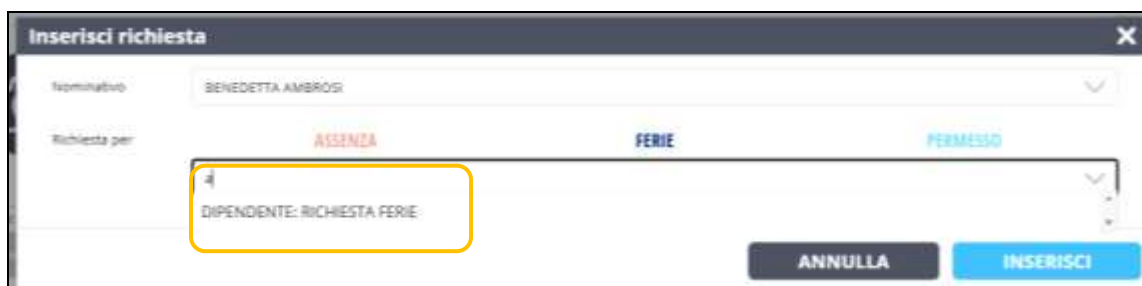 Inserisci richiesta
Nominativo BENEDETTA AMBROSI
Richiesta per ASSENZA FERIE PERMESSO
a
DIPENDENTE: RICHIESTA FERIE
ANNULLA INSERISCI